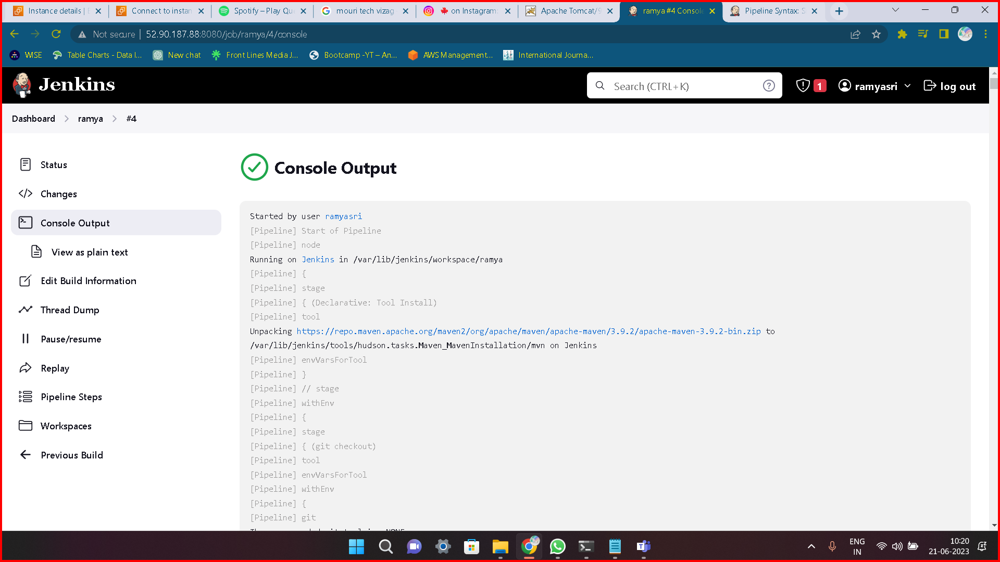 Instance details | E
Connect to instan
Spotify – Play Que
mouri tech vizag
on Instagram:
Apache Tomcat/9
ramya #4 Console
Pipeline Syntax: S
Not secure | 52.90.187.88:8080/job/ramya/4/console
WISE
Table Charts - Data I...
New chat
Front Lines Media J...
Bootcamp -YT – An...
AWS Management...
International Journa...
Jenkins
Search (CTRL+K)
1
ramyasri
log out
Dashboard
ramya
#4
Status
Changes
Console Output
View as plain text
Edit Build Information
Thread Dump
Pause/resume
Replay
Pipeline Steps
Workspaces
Previous Build
Console Output
Started by user ramyasri
[Pipeline] Start of Pipeline
[Pipeline] node
Running on Jenkins in /var/lib/jenkins/workspace/ramya
[Pipeline] {
[Pipeline] stage
[Pipeline] { (Declarative: Tool Install)
[Pipeline] tool
Unpacking https://repo.maven.apache.org/maven2/org/apache/maven/apache-maven/3.9.2/apache-maven-3.9.2-bin.zip to
/var/lib/jenkins/tools/hudson.tasks.Maven_MavenInstallation/mvn on Jenkins
[Pipeline] envVarsForTool
[Pipeline] }
[Pipeline] // stage
[Pipeline] withEnv
[Pipeline] {
[Pipeline] stage
[Pipeline] { (git checkout)
[Pipeline] tool
[Pipeline] envVarsForTool
[Pipeline] withEnv
[Pipeline] {
[Pipeline] git
ENG
IN
10:20
21-06-2023